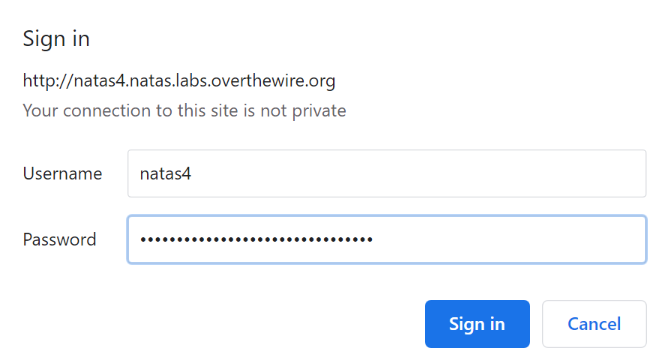 Sign in
http://natas4.natas.labs.overthewire.org
Your connection to this site is not private
Username natas4
Password ••••••••••••••••••••••••••••••••
Sign in Cancel